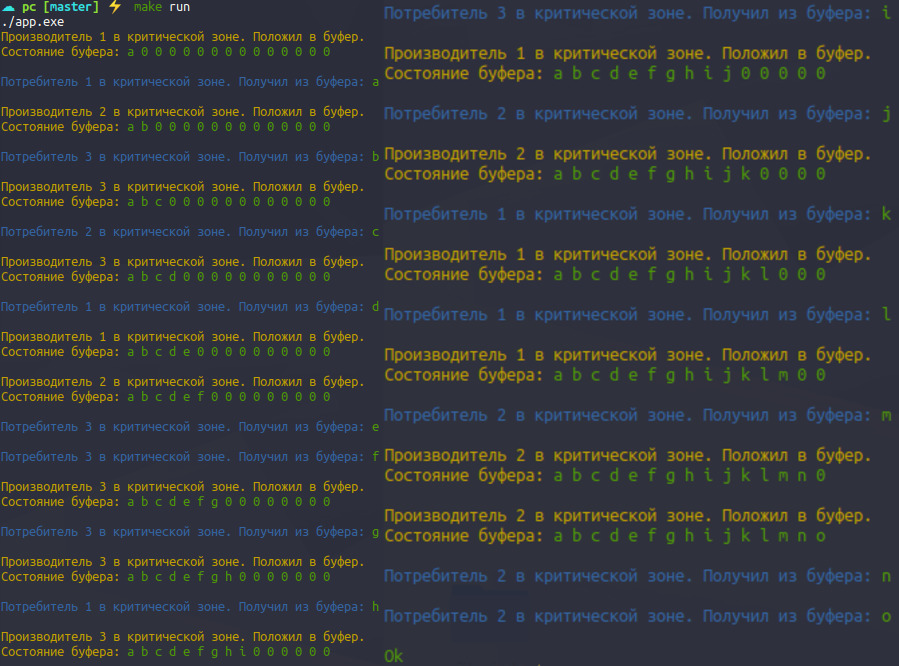 ☁ pc [master] ⚡ make run
./app.exe
Производитель 1 в критической зоне. Положил в буфер.
Состояние буфера: a 0 0 0 0 0 0 0 0 0 0 0 0 0 0
Потребитель 1 в критической зоне. Получил из буфера: a
Производитель 2 в критической зоне. Положил в буфер.
Состояние буфера: a b 0 0 0 0 0 0 0 0 0 0 0 0 0
Потребитель 3 в критической зоне. Получил из буфера: b
Производитель 3 в критической зоне. Положил в буфер.
Состояние буфера: a b c 0 0 0 0 0 0 0 0 0 0 0 0
Потребитель 2 в критической зоне. Получил из буфера: c
Производитель 3 в критической зоне. Положил в буфер.
Состояние буфера: a b c d 0 0 0 0 0 0 0 0 0 0 0
Потребитель 1 в критической зоне. Получил из буфера: d
Производитель 1 в критической зоне. Положил в буфер.
Состояние буфера: a b c d e 0 0 0 0 0 0 0 0 0 0
Производитель 2 в критической зоне. Положил в буфер.
Состояние буфера: a b c d e f 0 0 0 0 0 0 0 0 0
Потребитель 3 в критической зоне. Получил из буфера: e
Потребитель 3 в критической зоне. Получил из буфера: f
Производитель 3 в критической зоне. Положил в буфер.
Состояние буфера: a b c d e f g 0 0 0 0 0 0 0 0
Потребитель 3 в критической зоне. Получил из буфера: g
Производитель 3 в критической зоне. Положил в буфер.
Состояние буфера: a b c d e f g h 0 0 0 0 0 0 0
Потребитель 1 в критической зоне. Получил из буфера: h
Производитель 3 в критической зоне. Положил в буфер.
Состояние буфера: a b c d e f g h i 0 0 0 0 0 0
Потребитель 3 в критической зоне. Получил из буфера: i
Производитель 1 в критической зоне. Положил в буфер.
Состояние буфера: a b c d e f g h i j 0 0 0 0 0
Потребитель 2 в критической зоне. Получил из буфера: j
Производитель 2 в критической зоне. Положил в буфер.
Состояние буфера: a b c d e f g h i j k 0 0 0 0
Потребитель 1 в критической зоне. Получил из буфера: k
Производитель 1 в критической зоне. Положил в буфер.
Состояние буфера: a b c d e f g h i j k l 0 0 0
Потребитель 1 в критической зоне. Получил из буфера: l
Производитель 1 в критической зоне. Положил в буфер.
Состояние буфера: a b c d e f g h i j k l m 0 0
Потребитель 2 в критической зоне. Получил из буфера: m
Производитель 2 в критической зоне. Положил в буфер.
Состояние буфера: a b c d e f g h i j k l m n 0
Производитель 2 в критической зоне. Положил в буфер.
Состояние буфера: a b c d e f g h i j k l m n o
Потребитель 2 в критической зоне. Получил из буфера: n
Потребитель 2 в критической зоне. Получил из буфера: o
Ok